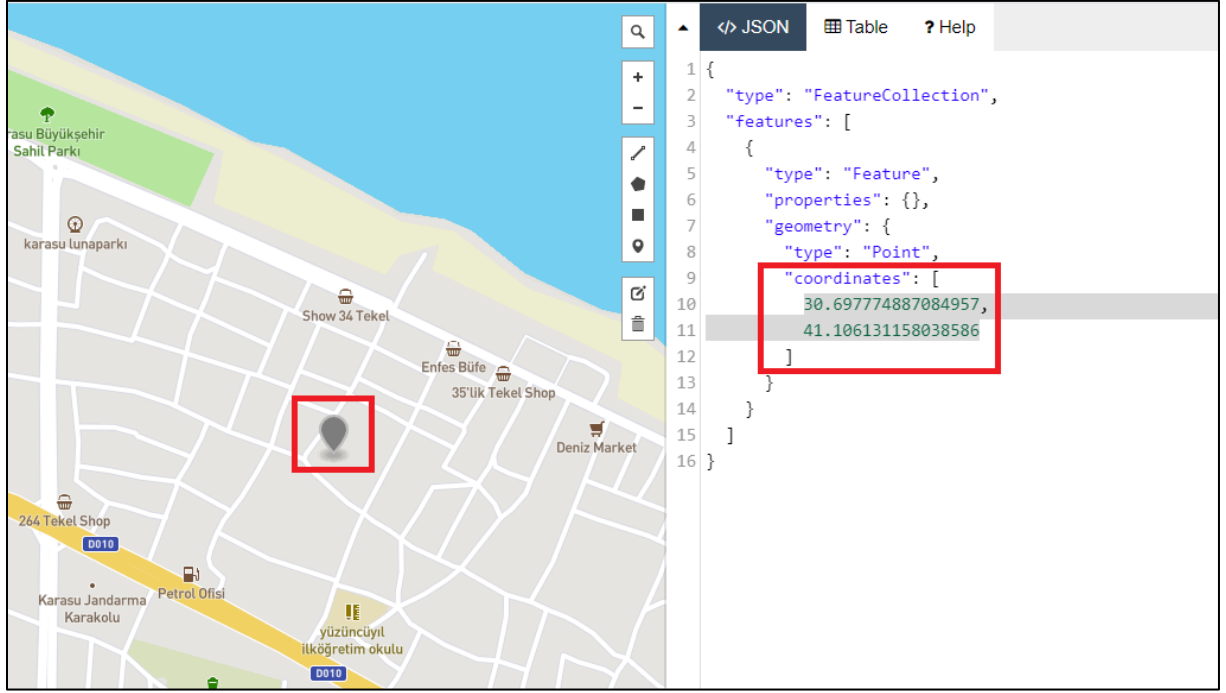 rasu Büyükşehir
Sahil Parkı
karasu lunaparkı
Show 34 Tekel
Enfes Büfe
35'lik Tekel Shop
Deniz Market
264 Tekel Shop
D010
Karasu Jandarma
Karakolu
Petrol Ofisi
yüzüncüyıl
ilköğretim okulu
D010
</> JSON Table ? Help
1 {
2 "type": "FeatureCollection",
3 "features": [
4 {
5 "type": "Feature",
6 "properties": {},
7 "geometry": {
8 "type": "Point",
9 "coordinates": [
10 30.697774887084957,
11 41.106131158038586
12 ]
13 }
14 }
15 ]
16 }